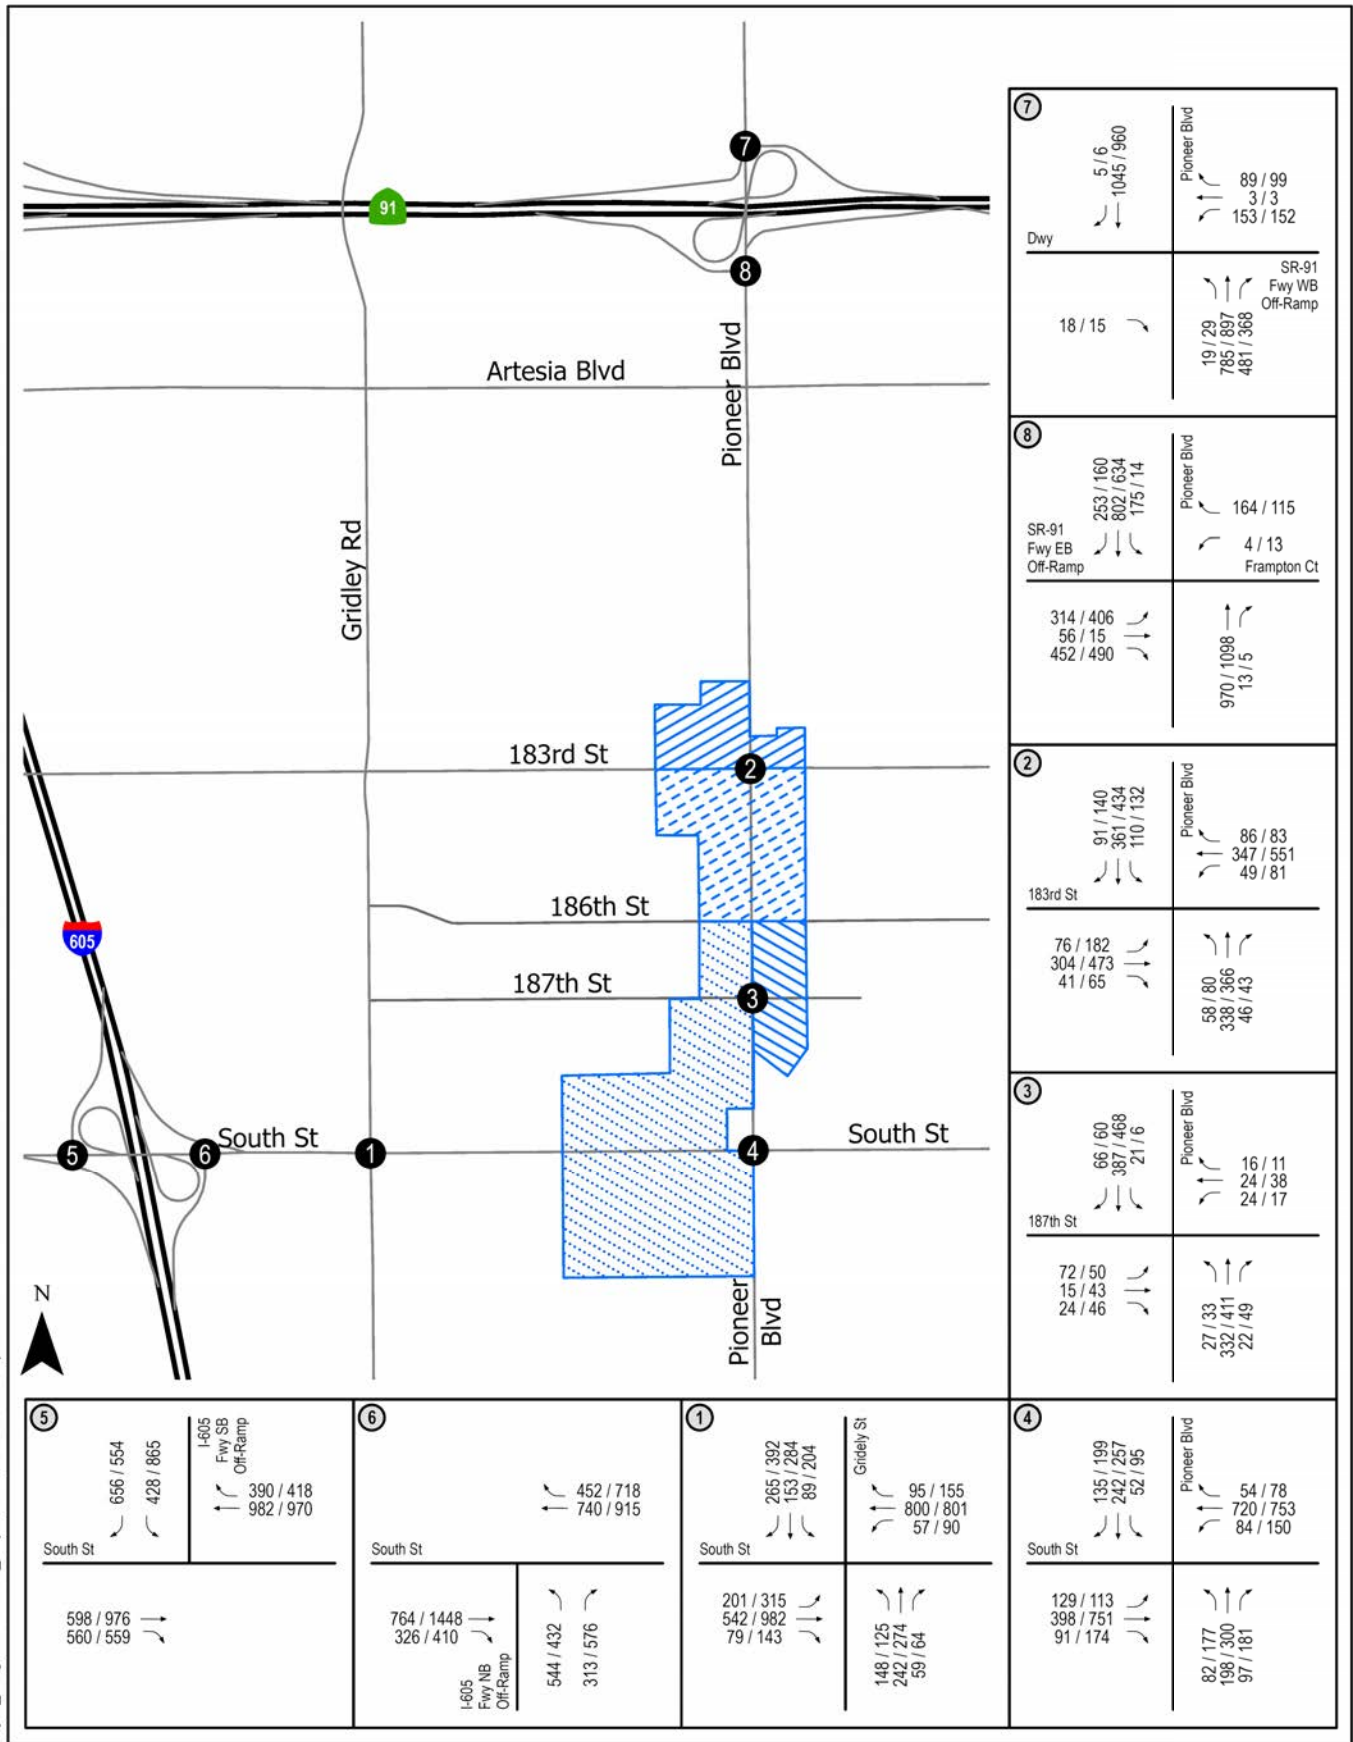 91
7
8
Artesia Blvd
Pioneer Blvd
Gridley Rd
183rd St
2
186th St
605
187th St
3
South St
5
6
1
4
South St
N
Pioneer
Blvd
7
5 / 6
1045 / 960
Pioneer Blvd
89 / 99
3 / 3
153 / 152
Dwy
SR-91
Fwy WB
Off-Ramp
18 / 15
19 / 29
785 / 897
481 / 368
8
253 / 160
802 / 634
175 / 14
Pioneer Blvd
164 / 115
4 / 13
SR-91
Fwy EB
Off-Ramp
Frampton Ct
314 / 406
56 / 15
452 / 490
970 / 1098
13 / 5
2
91 / 140
361 / 434
110 / 132
Pioneer Blvd
86 / 83
347 / 551
49 / 81
183rd St
76 / 182
304 / 473
41 / 65
58 / 80
338 / 366
46 / 43
3
66 / 60
387 / 468
21 / 6
Pioneer Blvd
16 / 11
24 / 38
24 / 17
187th St
72 / 50
15 / 43
24 / 46
27 / 33
332 / 411
22 / 49
5
656 / 554
428 / 865
I-605
Fwy SB
Off-Ramp
390 / 418
982 / 970
South St
598 / 976
560 / 559
6
452 / 718
740 / 915
South St
764 / 1448
326 / 410
I-605
Fwy NB
Off-Ramp
544 / 432
313 / 576
1
265 / 392
153 / 284
89 / 204
Gridely St
95 / 155
800 / 801
57 / 90
South St
201 / 315
542 / 982
79 / 143
148 / 125
242 / 274
59 / 64
4
135 / 199
242 / 257
52 / 95
Pioneer Blvd
54 / 78
720 / 753
84 / 150
South St
129 / 113
398 / 751
91 / 174
82 / 177
198 / 300
97 / 181